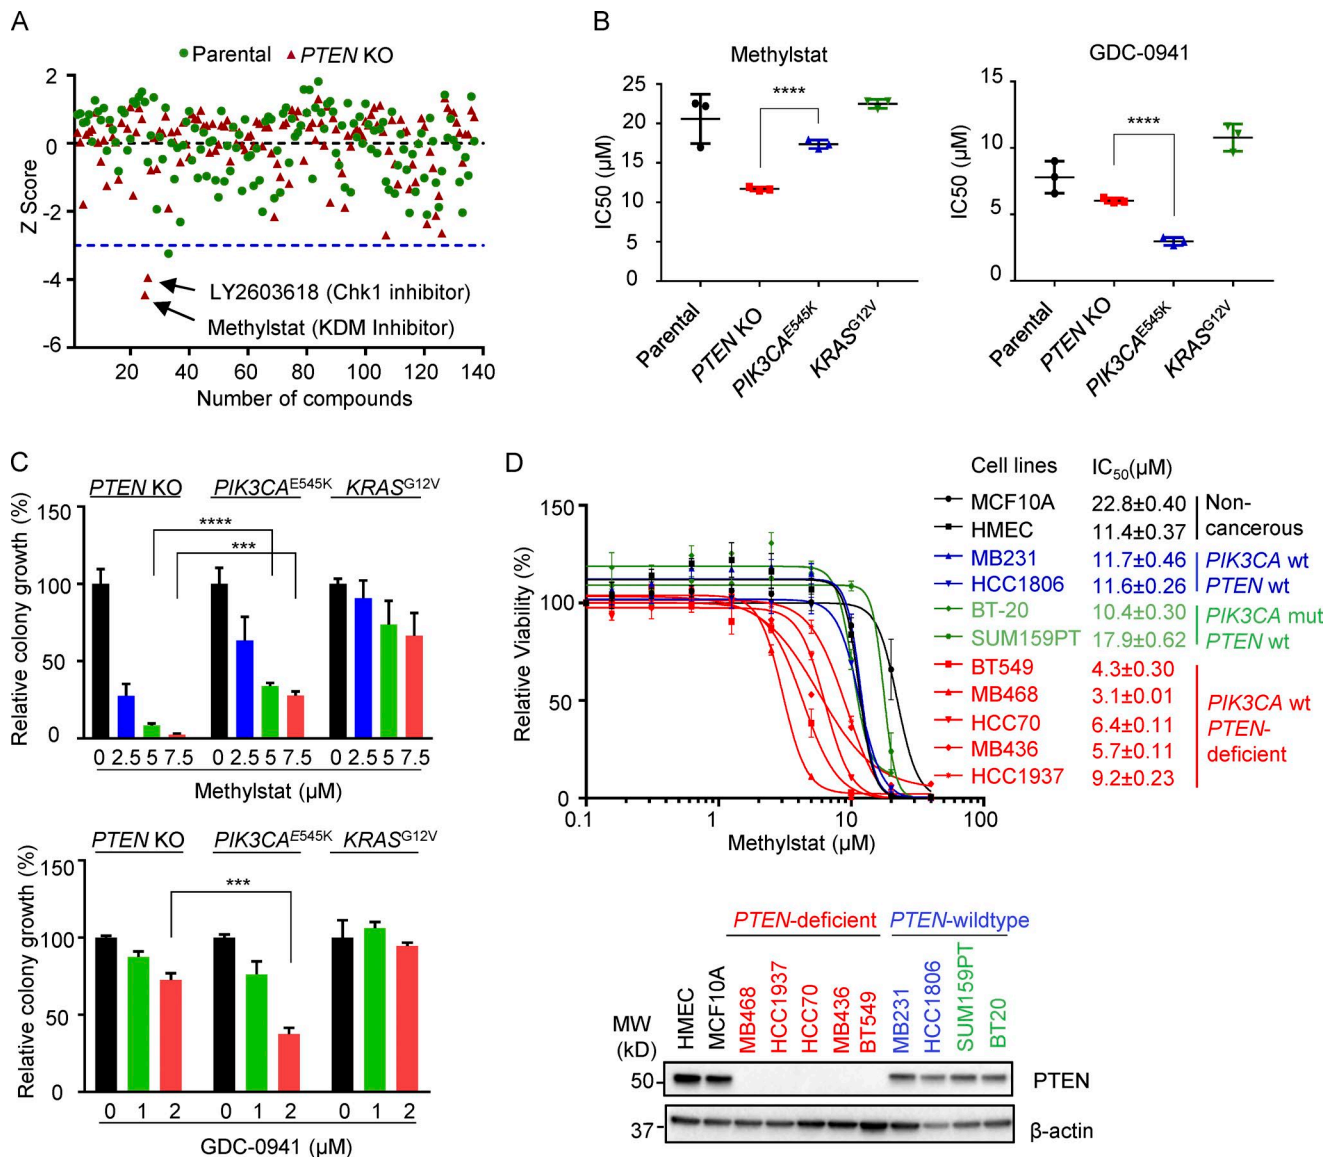 A
Parental PTEN KO
2
0
-2
-4
-6
Z Score
LY2603618 (Chk1 inhibitor)
Methylstat (KDM Inhibitor)
20 40 60 80 100 120 140
Number of compounds
B
Methylstat
25
20
15
10
5
0
IC50 (µM)
****
Parental
PTEN KO
PIK3CA^E545K
KRAS^G12V
GDC-0941
15
10
5
0
IC50 (µM)
****
Parental
PTEN KO
PIK3CA^E545K
KRAS^G12V
C
PTEN KO PIK3CA^E545K KRAS^G12V
150
100
50
0
Relative colony growth (%)
****
***
0 2.5 5 7.5 0 2.5 5 7.5 0 2.5 5 7.5
Methylstat (µM)
PTEN KO PIK3CA^E545K KRAS^G12V
150
100
50
0
Relative colony growth (%)
***
0 1 2 0 1 2 0 1 2
GDC-0941 (µM)
D
150
100
50
0
Relative Viability (%)
0.1 1 10 100
Methylstat (µM)
Cell lines IC50(µM)
MCF10A 22.8±0.40 Non-
HMEC 11.4±0.37 cancerous
MB231 11.7±0.46 PIK3CA wt
HCC1806 11.6±0.26 PTEN wt
BT-20 10.4±0.30 PIK3CA mut
SUM159PT 17.9±0.62 PTEN wt
BT549 4.3±0.30
MB468 3.1±0.01 PIK3CA wt
HCC70 6.4±0.11 PTEN-
MB436 5.7±0.11 deficient
HCC1937 9.2±0.23
PTEN-deficient PTEN-wildtype
MW
(kD)
HMEC
MCF10A
MB468
HCC1937
HCC70
MB436
BT549
MB231
HCC1806
SUM159PT
BT20
50 PTEN
37 β-actin